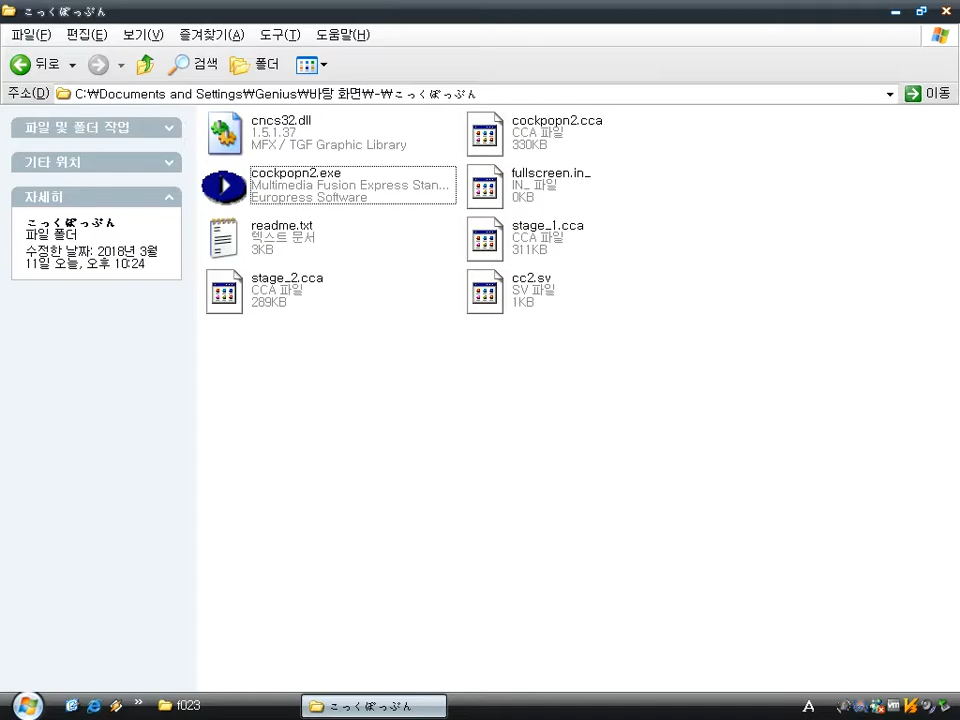 こっくぽっぷん
파일(F) 편집(E) 보기(V) 즐겨찾기(A) 도구(T) 도움말(H)
뒤로 검색 폴더
주소(D) C:₩Documents and Settings₩Genius₩바탕 화면₩-₩こっくぽっぷん 이동
파일 및 폴더 작업
기타 위치
자세히
こっくぽっぷん
파일 폴더
수정한 날짜: 2018년 3월
11일 오늘, 오후 10:24
cncs32.dll
1.5.1.37
MFX / TGF Graphic Library
cockpopn2.cca
CCA 파일
330KB
cockpopn2.exe
Multimedia Fusion Express Stan...
Europress Software
fullscreen.in_
IN_ 파일
0KB
readme.txt
텍스트 문서
3KB
stage_1.cca
CCA 파일
311KB
stage_2.cca
CCA 파일
289KB
cc2.sv
SV 파일
1KB
f023
こっくぽっぷん
A